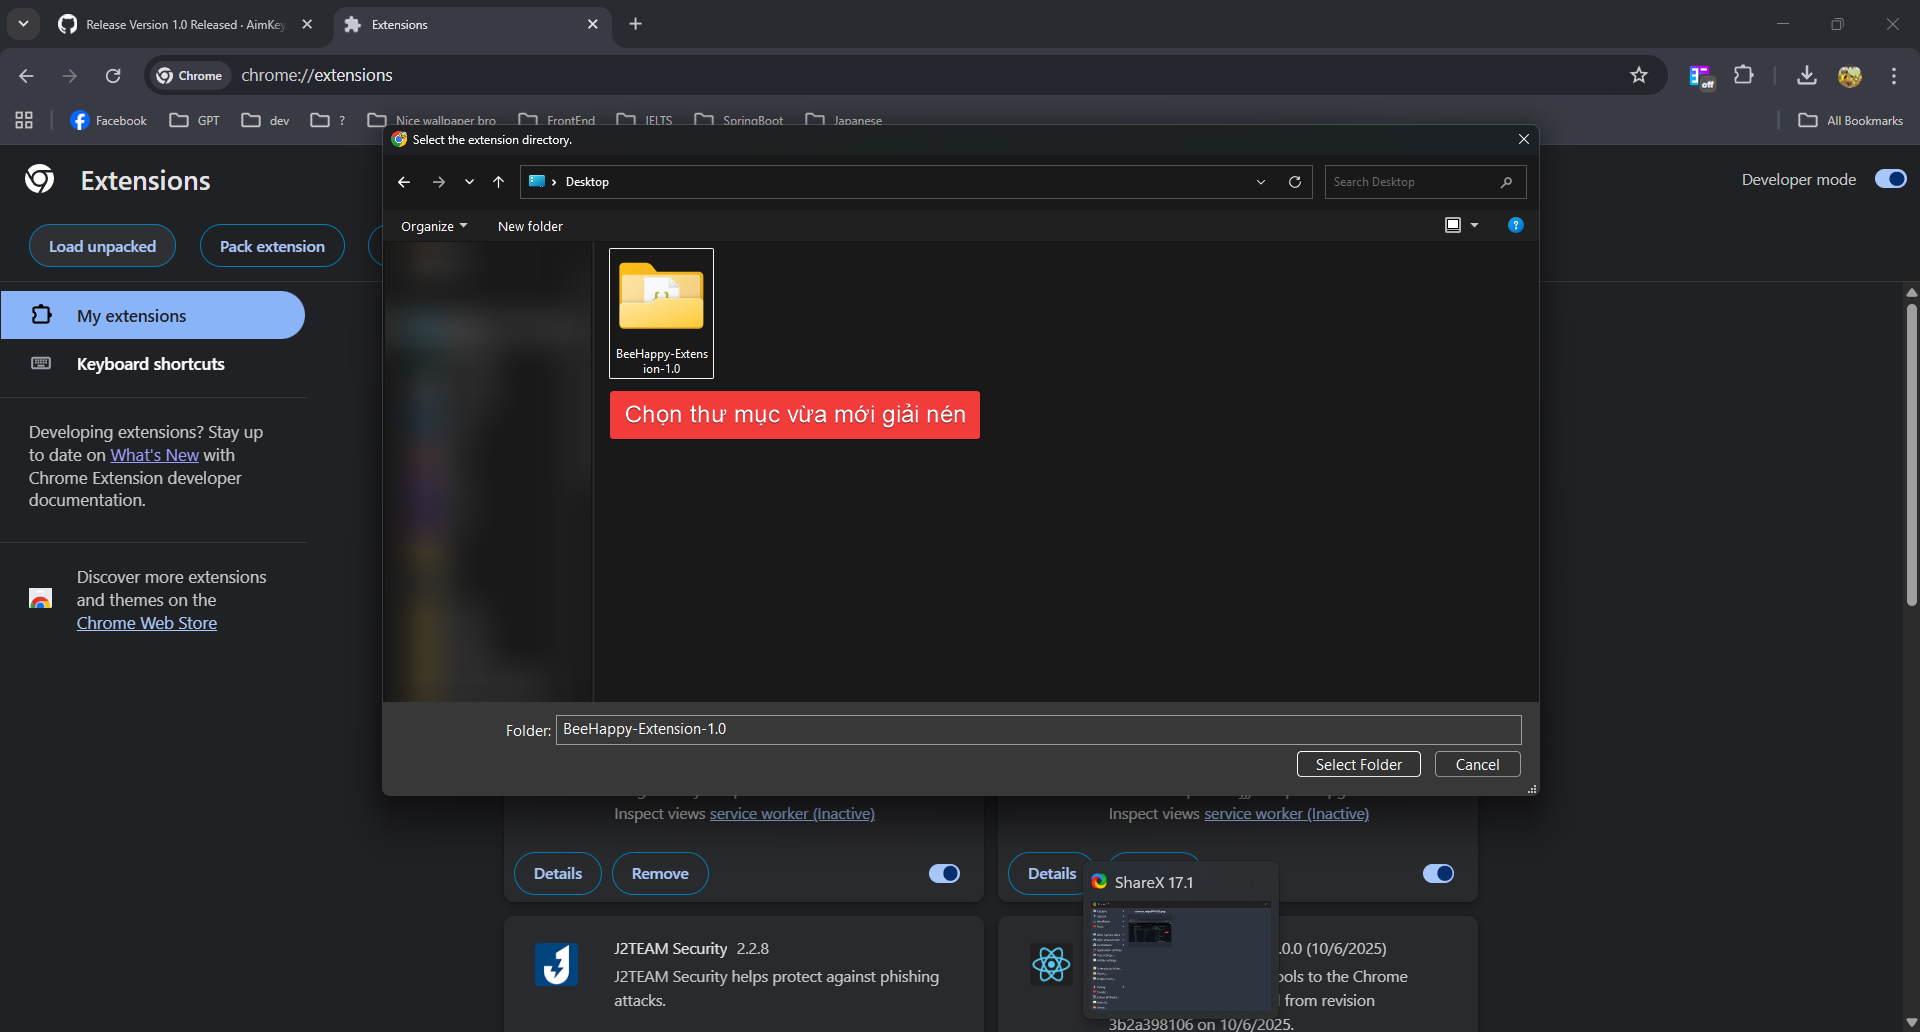 Release Version 1.0 Released · AimKey
Extensions
Chrome
chrome://extensions
off
Facebook
GPT
dev
?
Nice wallpaper bro
FrontEnd
IELTS
SpringBoot
Japanese
All Bookmarks
Select the extension directory.
Extensions
Developer mode
Desktop
Search Desktop
Load unpacked
Pack extension
Organize
New folder
?
My extensions
Keyboard shortcuts
BeeHappy-Extens
ion-1.0
Chọn thư mục vừa mới giải nén
Developing extensions? Stay up
to date on What's New with
Chrome Extension developer
documentation.
Discover more extensions
and themes on the
Chrome Web Store
Folder: BeeHappy-Extension-1.0
Select Folder
Cancel
Inspect views service worker (Inactive)
Inspect views service worker (Inactive)
Details
Remove
Details
ShareX 17.1
J2TEAM Security 2.2.8
J2TEAM Security helps protect against phishing
attacks.
.0.0 (10/6/2025)
ools to the Chrome
from revision
3b2a398106 on 10/6/2025.